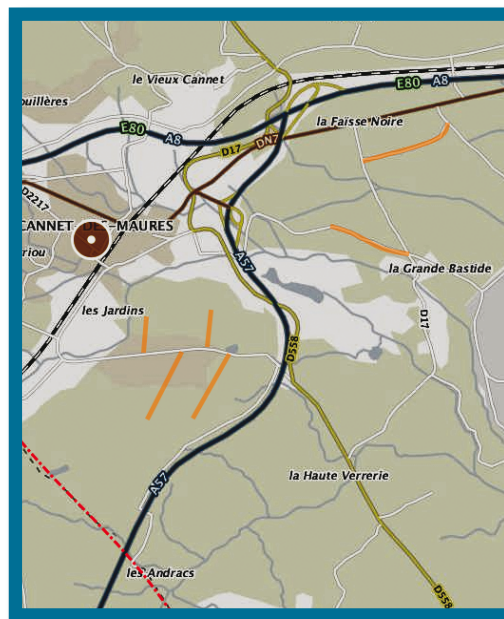 le Vieux Cannet
ouillères
E80
A8
E80
A8
la Faïsse Noire
D17
DN7
D2217
CANNET-DES-MAURES
riou
A57
la Grande Bastide
les Jardins
D17
D558
la Haute Verrerie
A57
les Andracs
D558